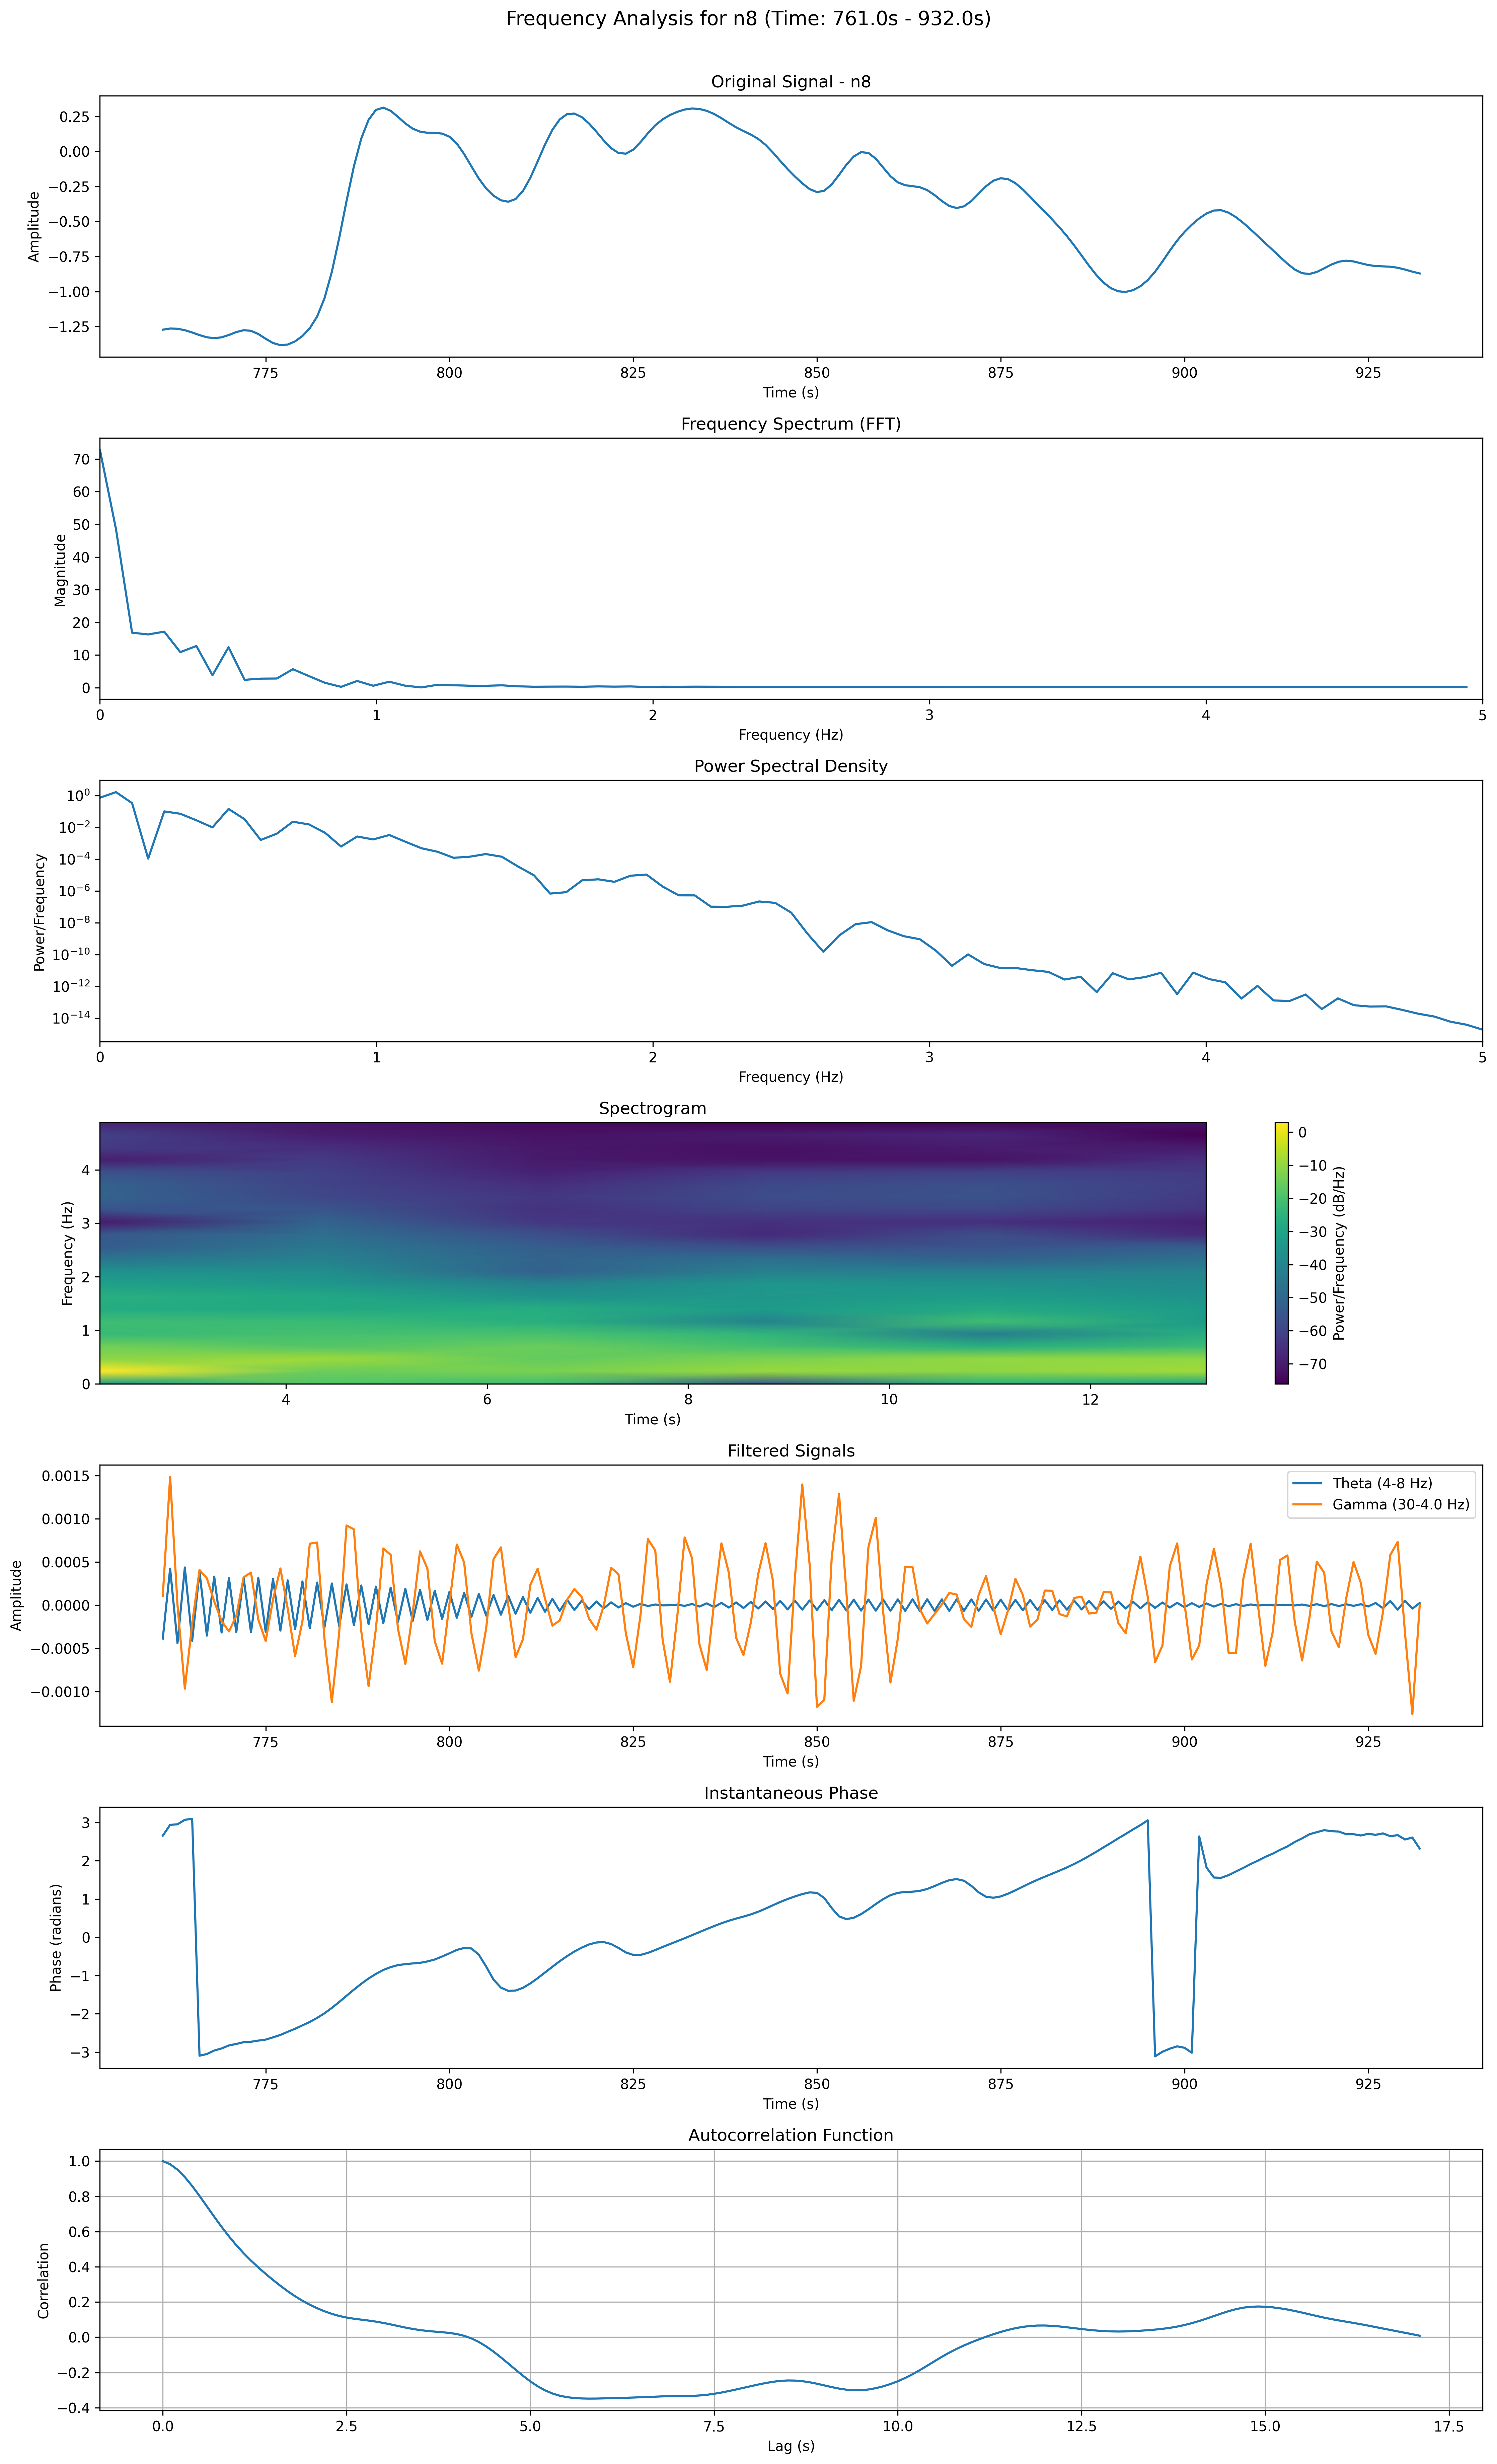 Frequency Analysis for n8 (Time: 761.0s - 932.0s)
Original Signal - n8
0.25
0.00
−0.25
−0.50
−0.75
−1.00
−1.25
Amplitude
775 800 825 850 875 900 925
Time (s)
Frequency Spectrum (FFT)
70
60
50
40
30
20
10
0
Magnitude
0 1 2 3 4 5
Frequency (Hz)
Power Spectral Density
10⁰
10⁻²
10⁻⁴
10⁻⁶
10⁻⁸
10⁻¹⁰
10⁻¹²
10⁻¹⁴
Power/Frequency
0 1 2 3 4 5
Frequency (Hz)
Spectrogram
4
3
2
1
0
Frequency (Hz)
4 6 8 10 12
Time (s)
0
−10
−20
−30
−40
−50
−60
−70
Power/Frequency (dB/Hz)
Filtered Signals
Theta (4-8 Hz)
Gamma (30-4.0 Hz)
0.0015
0.0010
0.0005
0.0000
−0.0005
−0.0010
Amplitude
775 800 825 850 875 900 925
Time (s)
Instantaneous Phase
3
2
1
0
−1
−2
−3
Phase (radians)
775 800 825 850 875 900 925
Time (s)
Autocorrelation Function
1.0
0.8
0.6
0.4
0.2
0.0
−0.2
−0.4
Correlation
0.0 2.5 5.0 7.5 10.0 12.5 15.0 17.5
Lag (s)